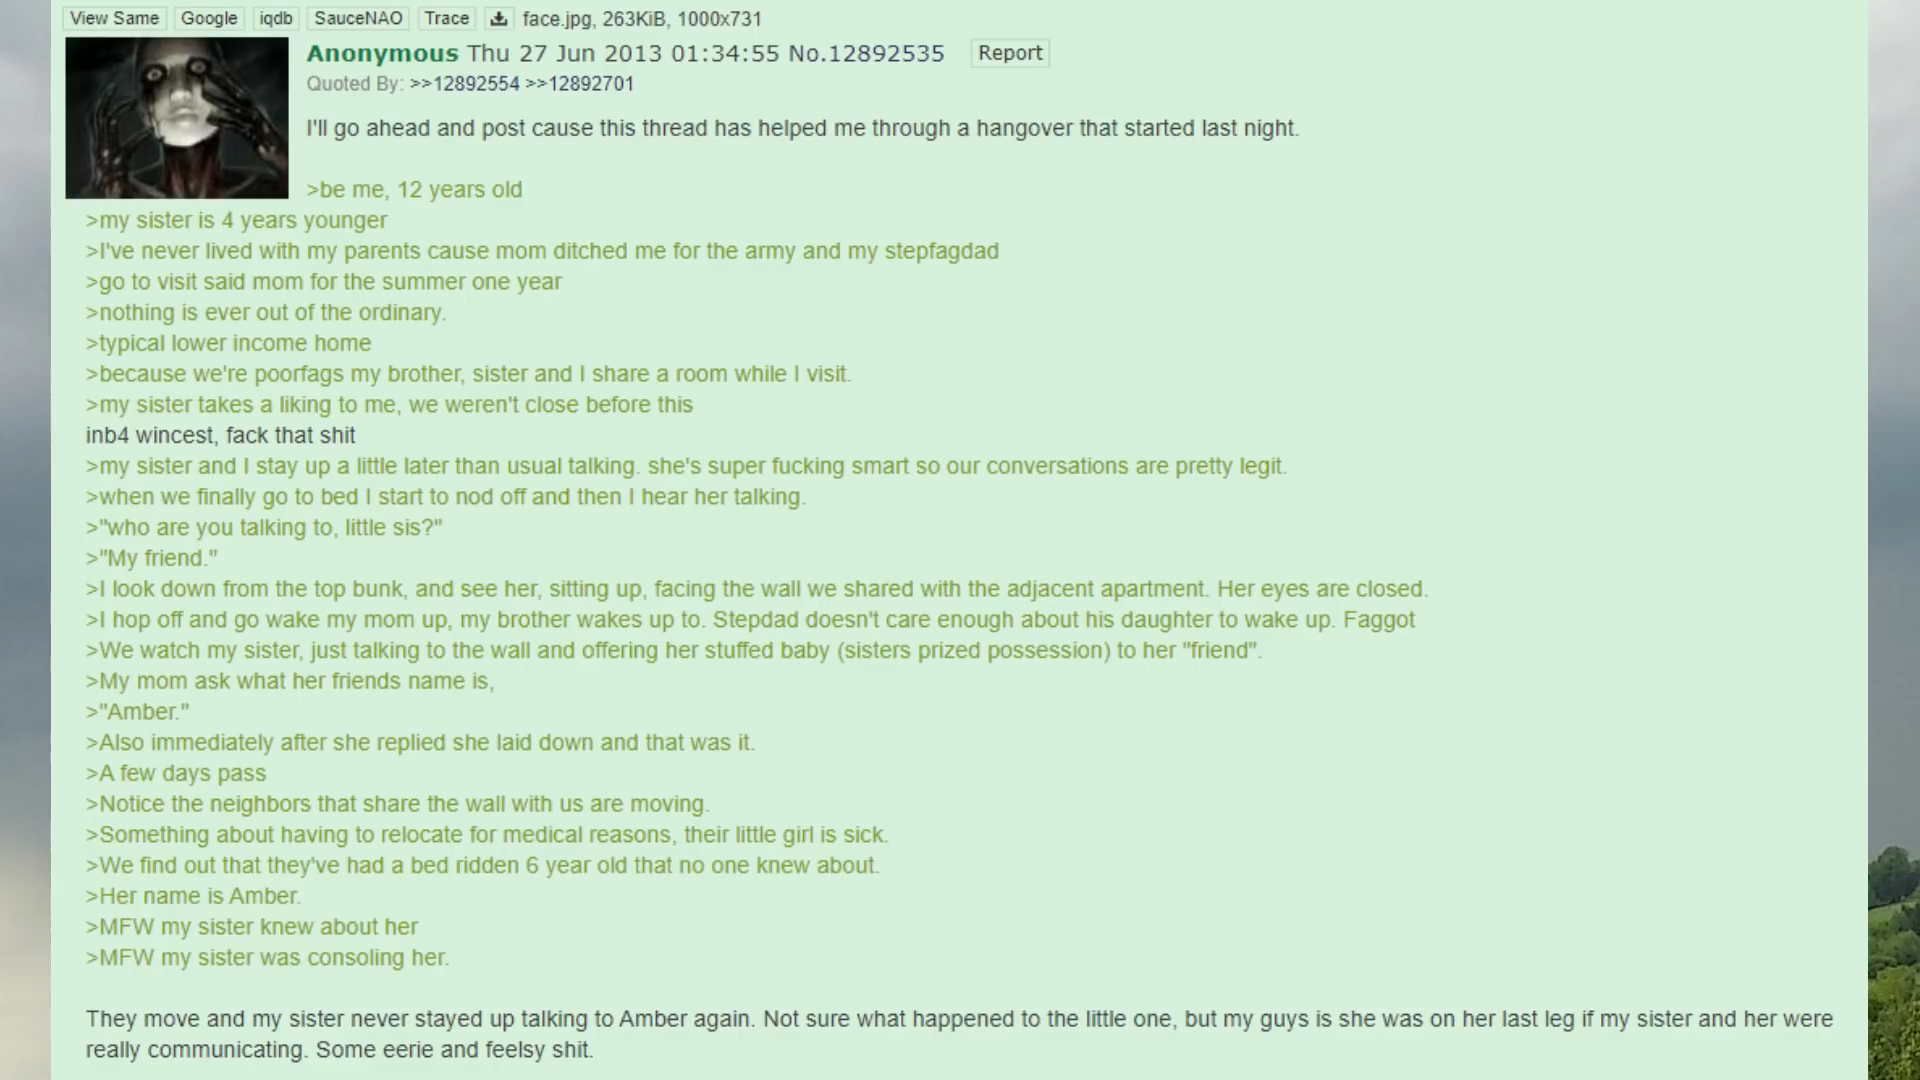 View Same Google iqdb SauceNAO Trace face.jpg, 263KiB, 1000x731
Anonymous Thu 27 Jun 2013 01:34:55 No.12892535 Report
Quoted By: >>12892554 >>12892701
I'll go ahead and post cause this thread has helped me through a hangover that started last night.
>be me, 12 years old
>my sister is 4 years younger
>I've never lived with my parents cause mom ditched me for the army and my stepfagdad
>go to visit said mom for the summer one year
>nothing is ever out of the ordinary.
>typical lower income home
>because we're poorfags my brother, sister and I share a room while I visit.
>my sister takes a liking to me, we weren't close before this
inb4 wincest, fack that shit
>my sister and I stay up a little later than usual talking. she's super fucking smart so our conversations are pretty legit.
>when we finally go to bed I start to nod off and then I hear her talking.
>"who are you talking to, little sis?"
>"My friend."
>I look down from the top bunk, and see her, sitting up, facing the wall we shared with the adjacent apartment. Her eyes are closed.
>I hop off and go wake my mom up, my brother wakes up to. Stepdad doesn't care enough about his daughter to wake up. Faggot
>We watch my sister, just talking to the wall and offering her stuffed baby (sisters prized possession) to her "friend".
>My mom ask what her friends name is,
>"Amber."
>Also immediately after she replied she laid down and that was it.
>A few days pass
>Notice the neighbors that share the wall with us are moving.
>Something about having to relocate for medical reasons, their little girl is sick.
>We find out that they've had a bed ridden 6 year old that no one knew about.
>Her name is Amber.
>MFW my sister knew about her
>MFW my sister was consoling her.
They move and my sister never stayed up talking to Amber again. Not sure what happened to the little one, but my guys is she was on her last leg if my sister and her were
really communicating. Some eerie and feelsy shit.